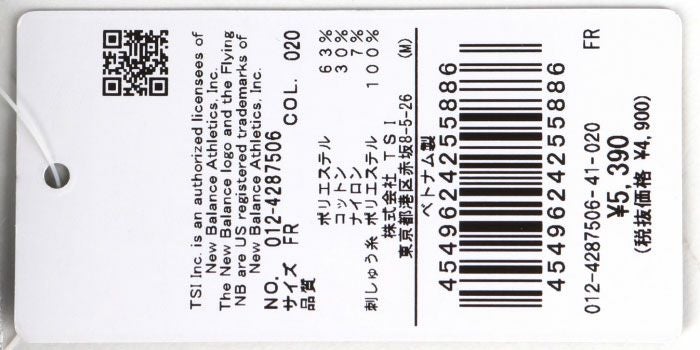 TSI Inc. is an authorized licensees of
New Balance Athletics, Inc.
The New Balance logo and the Flying
NB are US registered trademarks of
New Balance Athletics, Inc.
NO. 012-4287506 COL. 020
サイズ FR
品質
ポリエステル 63%
コットン 30%
ナイロン 7%
刺しゅう糸 ポリエステル 100%
株式会社 TSI
東京都港区赤坂8-5-26 (M)
ベトナム製
4549624255886
4549624255886
FR
012-4287506-41-020
¥5,390
(税抜価格 ¥4,900)